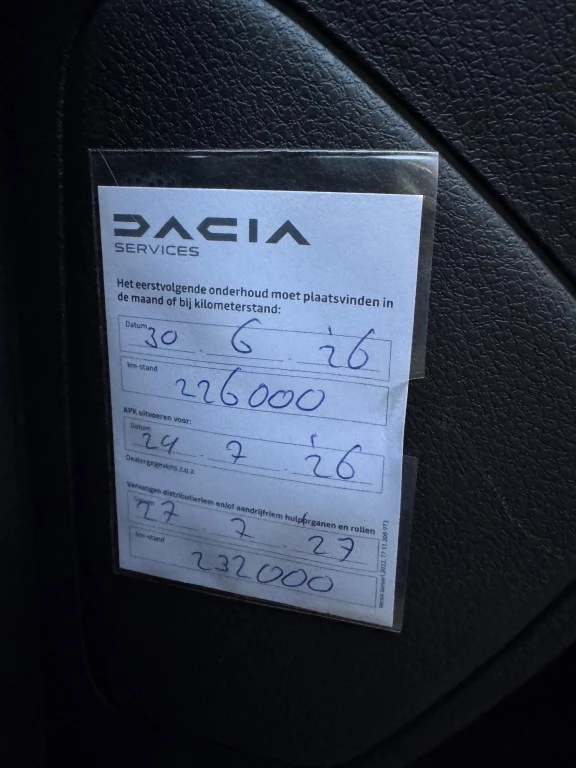 DACIA
SERVICES
Het eerstvolgende onderhoud moet plaatsvinden in
de maand of bij kilometerstand:
Datum
30 . 6 . '26
km-stand
226000
APK uitvoeren voor:
Datum
24 . 7 . '26
Dealergegevens z.o.z.
Vervangen distributieriem en/of aandrijfriem hulporganen en rollen
27 7 '27
km-stand
232000